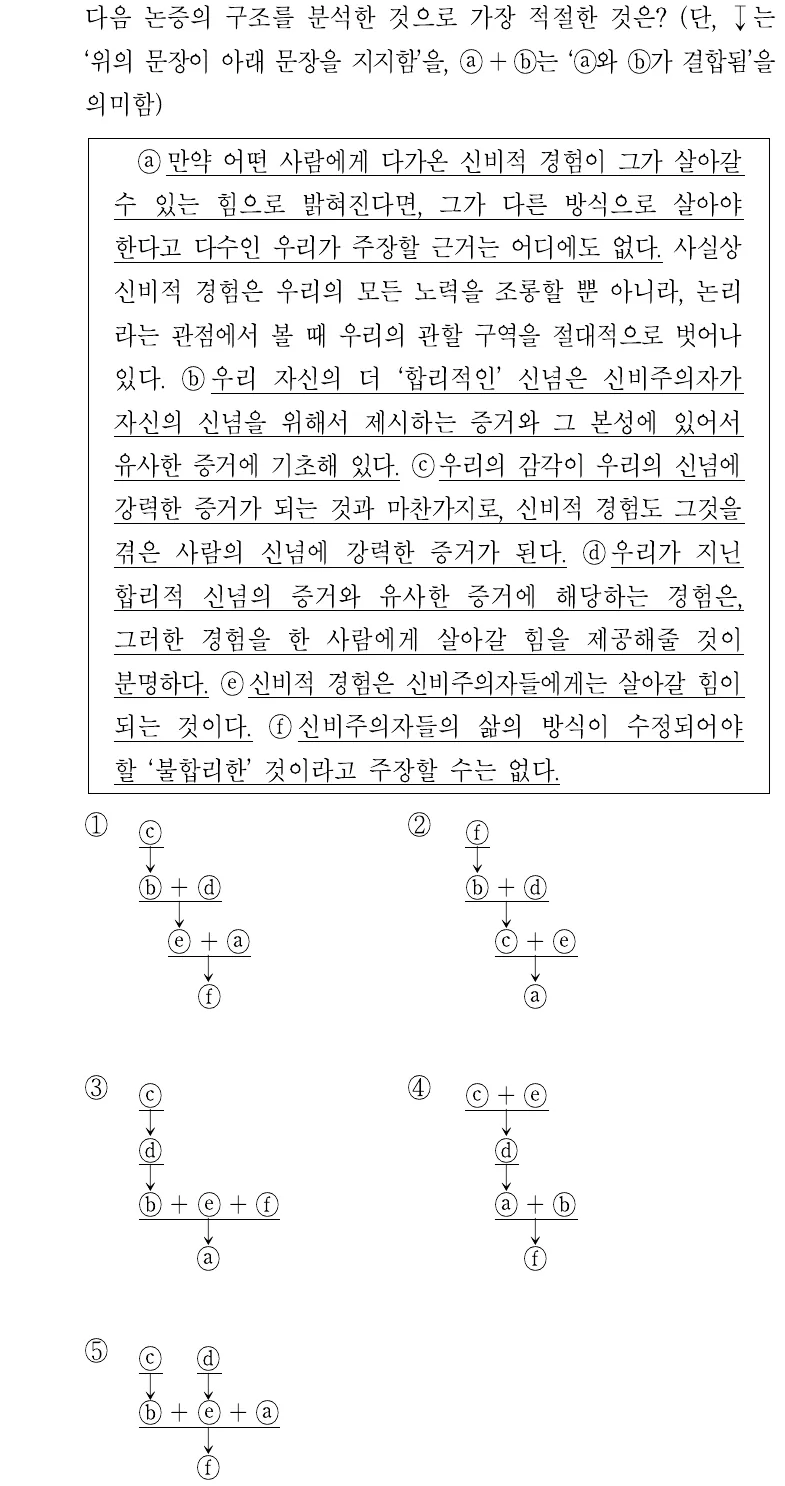 다음 논증의 구조를 분석한 것으로 가장 적절한 것은? (단, ↓는
‘위의 문장이 아래 문장을 지지함’을, ⓐ + ⓑ는 ‘ⓐ와 ⓑ가 결합됨’을
의미함)
ⓐ 만약 어떤 사람에게 다가온 신비적 경험이 그가 살아갈
수 있는 힘으로 밝혀진다면, 그가 다른 방식으로 살아야
한다고 다수인 우리가 주장할 근거는 어디에도 없다. 사실상
신비적 경험은 우리의 모든 노력을 조롱할 뿐 아니라, 논리
라는 관점에서 볼 때 우리의 관할 구역을 절대적으로 벗어나
있다. ⓑ 우리 자신의 더 ‘합리적인’ 신념은 신비주의자가
자신의 신념을 위해서 제시하는 증거와 그 본성에 있어서
유사한 증거에 기초해 있다. ⓒ 우리의 감각이 우리의 신념에
강력한 증거가 되는 것과 마찬가지로, 신비적 경험도 그것을
겪은 사람의 신념에 강력한 증거가 된다. ⓓ 우리가 지닌
합리적 신념의 증거와 유사한 증거에 해당하는 경험은,
그러한 경험을 한 사람에게 살아갈 힘을 제공해줄 것이
분명하다. ⓔ 신비적 경험은 신비주의자들에게는 살아갈 힘이
되는 것이다. ⓕ 신비주의자들의 삶의 방식이 수정되어야
할 ‘불합리한’ 것이라고 주장할 수는 없다.
① ⓒ
↓
ⓑ + ⓓ
↓
ⓔ + ⓐ
↓
ⓕ
② ⓕ
↓
ⓑ + ⓓ
↓
ⓒ + ⓔ
↓
ⓐ
③ ⓒ
↓
ⓓ
↓
ⓑ + ⓔ + ⓕ
↓
ⓐ
④ ⓒ + ⓔ
↓
ⓓ
↓
ⓐ + ⓑ
↓
ⓕ
⑤ ⓒ ⓓ
↓ ↓
ⓑ + ⓔ + ⓐ
↓
ⓕ